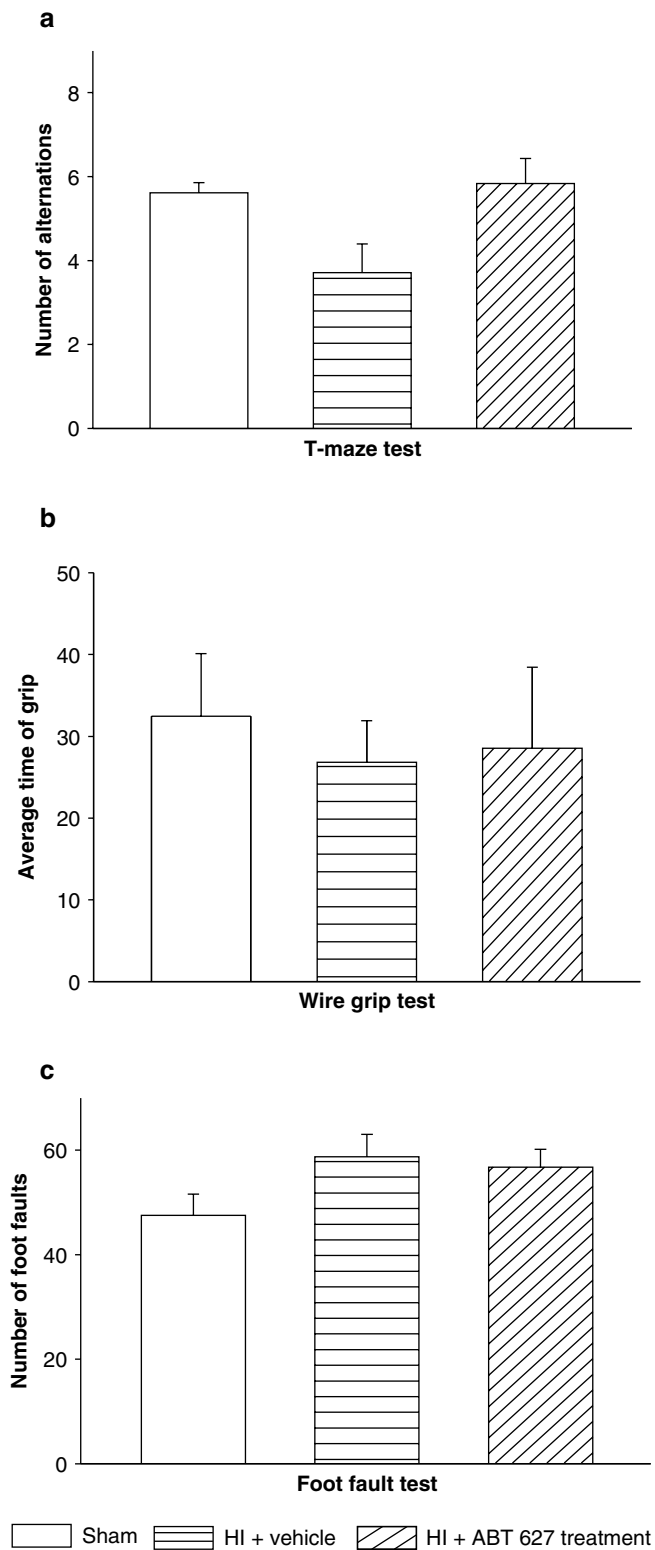 a
8
6
4
2
0
Number of alternations
T-maze test
b
50
40
30
20
10
0
Average time of grip
Wire grip test
c
60
40
20
0
Number of foot faults
Foot fault test
Sham HI + vehicle HI + ABT 627 treatment